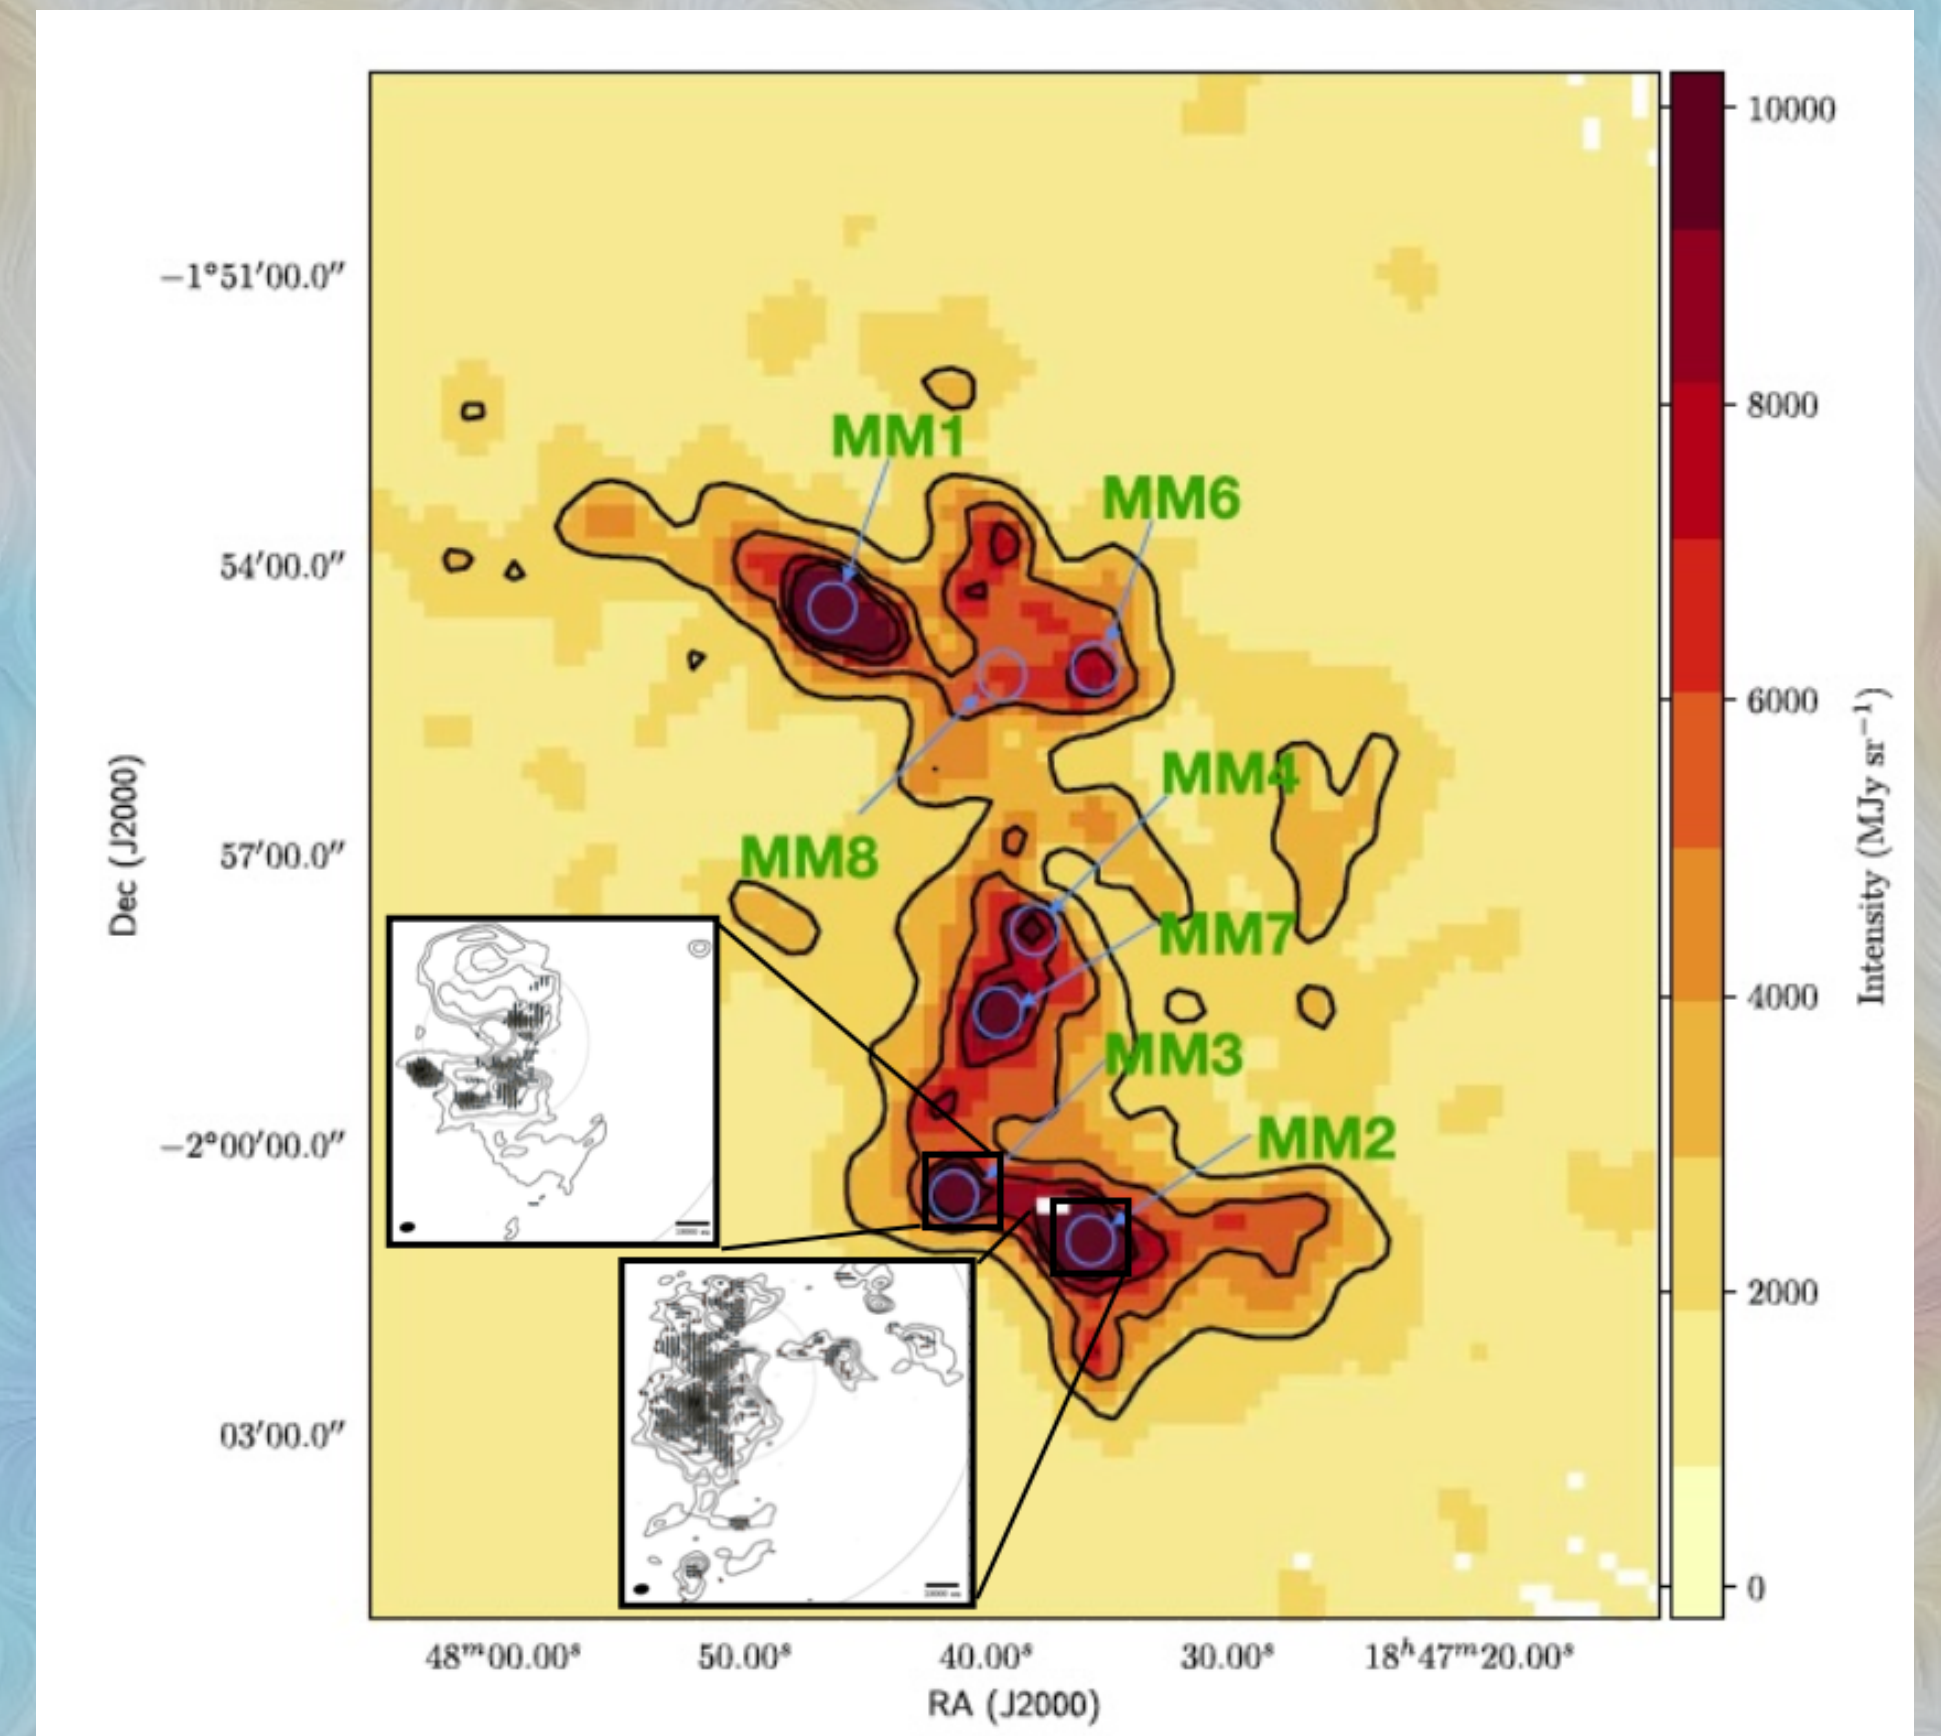 10000
−1°51′00.0″
8000
MM1
MM6
54′00.0″
6000
MM4
Intensity (MJy sr⁻¹)
Dec (J2000)
57′00.0″
MM8
MM7
4000
MM3
−2°00′00.0″
MM2
2000
03′00.0″
0
48ᵐ00.00ˢ 50.00ˢ 40.00ˢ 30.00ˢ 18ʰ47ᵐ20.00ˢ
RA (J2000)